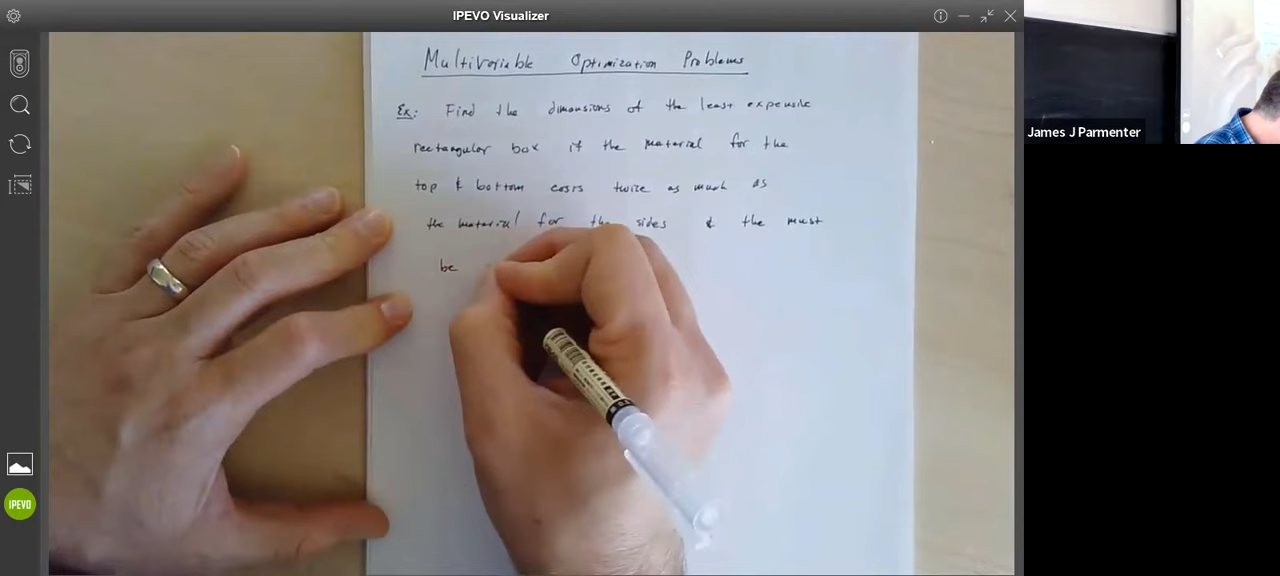 IPEVO Visualizer
Multivariable Optimization Problems
Ex: Find the dimensions of the least expensive
rectangular box if the material for the
top & bottom costs twice as much as
the material for the sides & the must
be
James J Parmenter
IPEVO